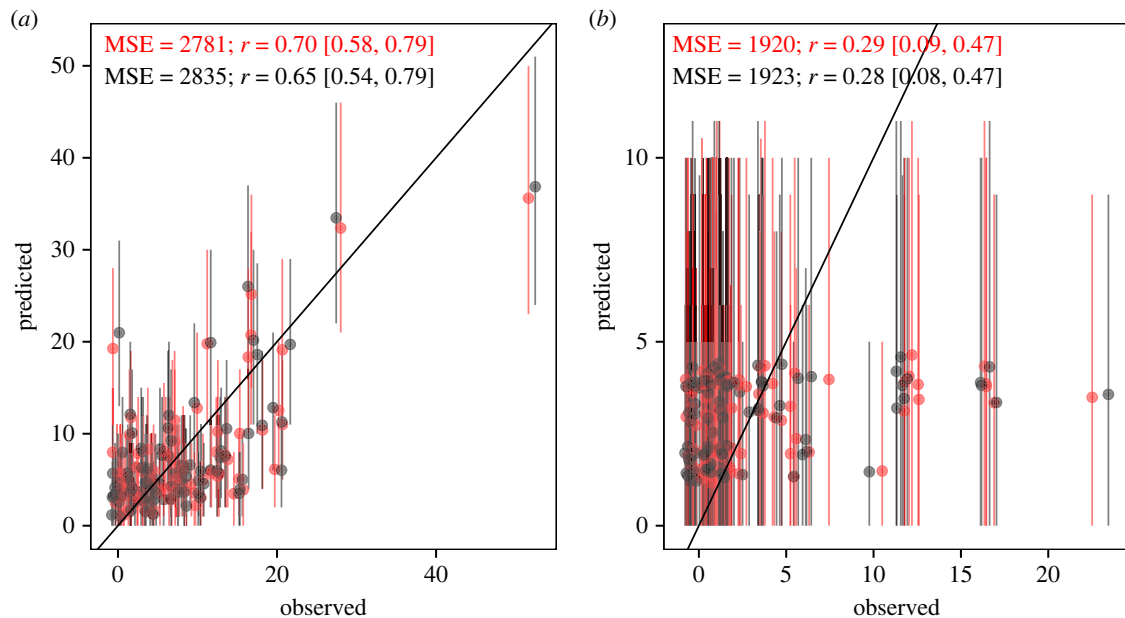 (a)
MSE = 2781; r = 0.70 [0.58, 0.79]
MSE = 2835; r = 0.65 [0.54, 0.79]
50
40
30
20
10
0
predicted
0 20 40
observed
(b)
MSE = 1920; r = 0.29 [0.09, 0.47]
MSE = 1923; r = 0.28 [0.08, 0.47]
10
5
0
predicted
0 5 10 15 20
observed